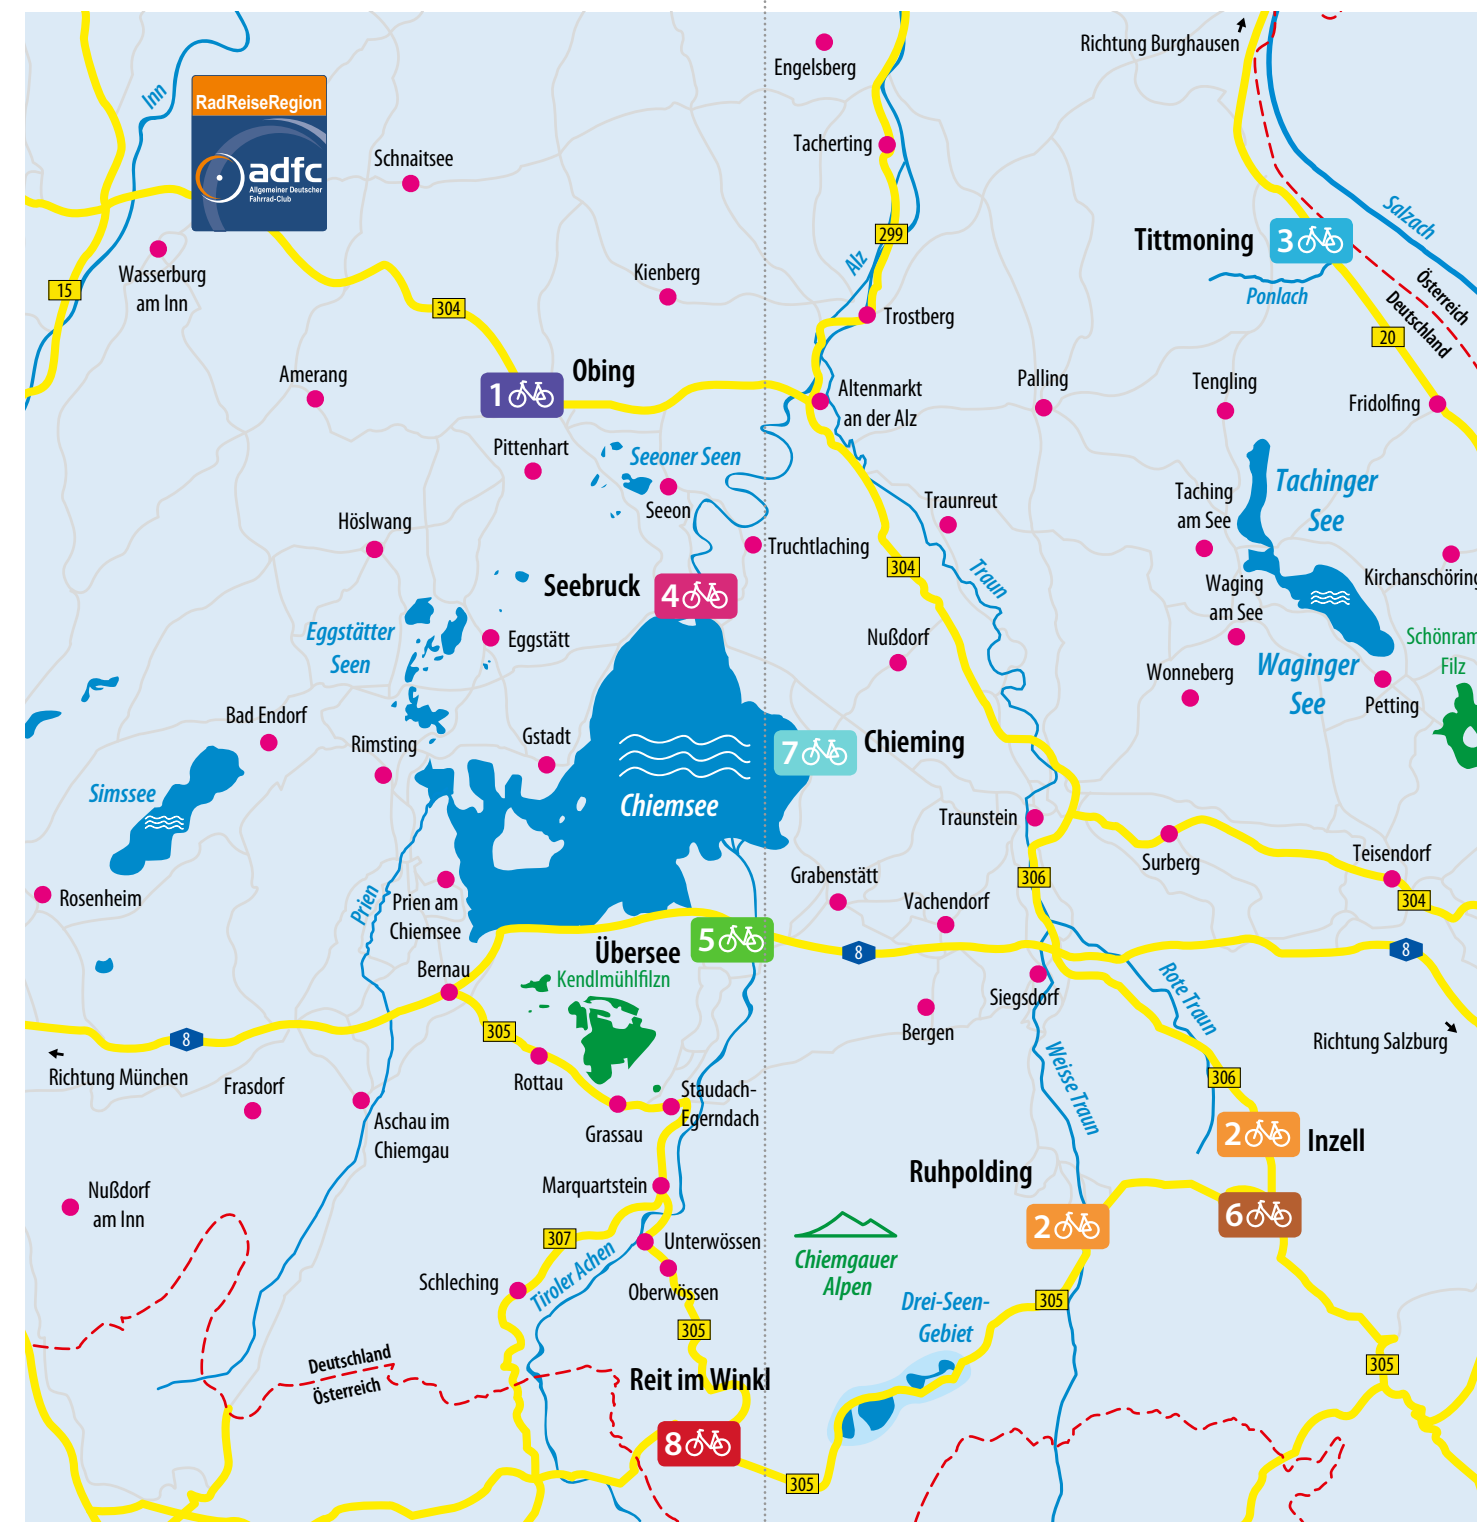 Richtung Burghausen
Engelsberg
Inn
RadReiseRegion
adfc
Allgemeiner Deutscher
Fahrrad-Club
Schnaitsee
Tacherting
Salzach
299
Tittmoning
3
Wasserburg
am Inn
Kienberg
Alz
Ponlach
Österreich
Deutschland
15
304
Trostberg
20
Obing
1
Amerang
Altenmarkt
an der Alz
Palling
Tengling
Fridolfing
Pittenhart
Seeoner Seen
Seeon
Tachinger
See
Taching
am See
Traunreut
Höslwang
Truchtlaching
304
Traun
Kirchanschöring
Seebruck
4
Waging
am See
Eggstätter
Seen
Eggstätt
Nußdorf
Schönram
Filz
Waginger
See
Wonneberg
Petting
Bad Endorf
Rimsting
Gstadt
7
Chieming
Simssee
Chiemsee
Traunstein
Surberg
Teisendorf
306
304
Rosenheim
Prien
Prien am
Chiemsee
Grabenstätt
Vachendorf
Übersee
5
8
8
Bernau
Kendlmühlfilzn
Siegsdorf
Rote Traun
Bergen
305
8
Richtung München
Richtung Salzburg
Rottau
Weisse Traun
306
Frasdorf
Aschau im
Chiemgau
Grassau
Staudach-
Egerndach
2
Inzell
Ruhpolding
Marquartstein
Nußdorf
am Inn
2
6
307
Unterwössen
Chiemgauer
Alpen
Tiroler Achen
Schleching
Oberwössen
Drei-Seen-
Gebiet
305
305
Deutschland
Österreich
305
Reit im Winkl
8
305